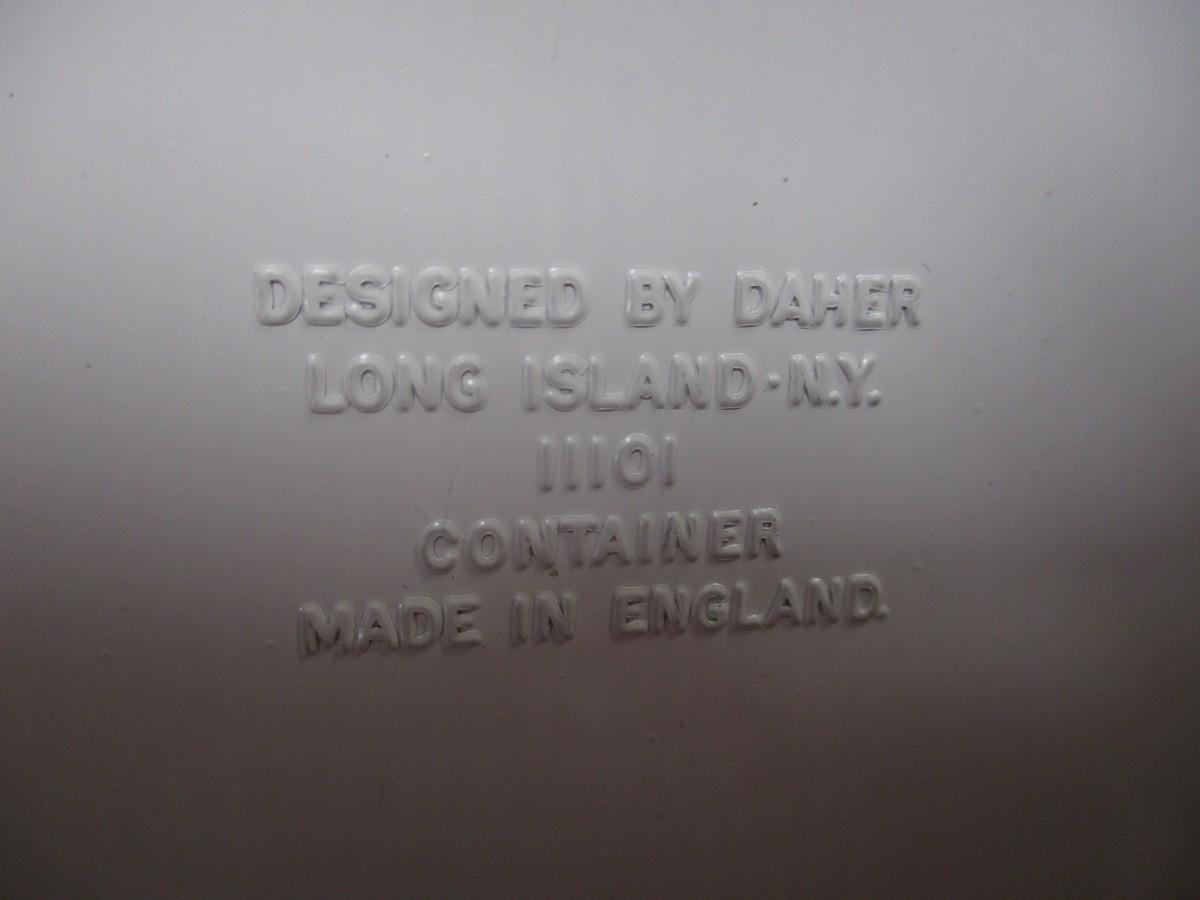 DESIGNED BY DAHER
LONG ISLAND·N.Y.
11101
CONTAINER
MADE IN ENGLAND.